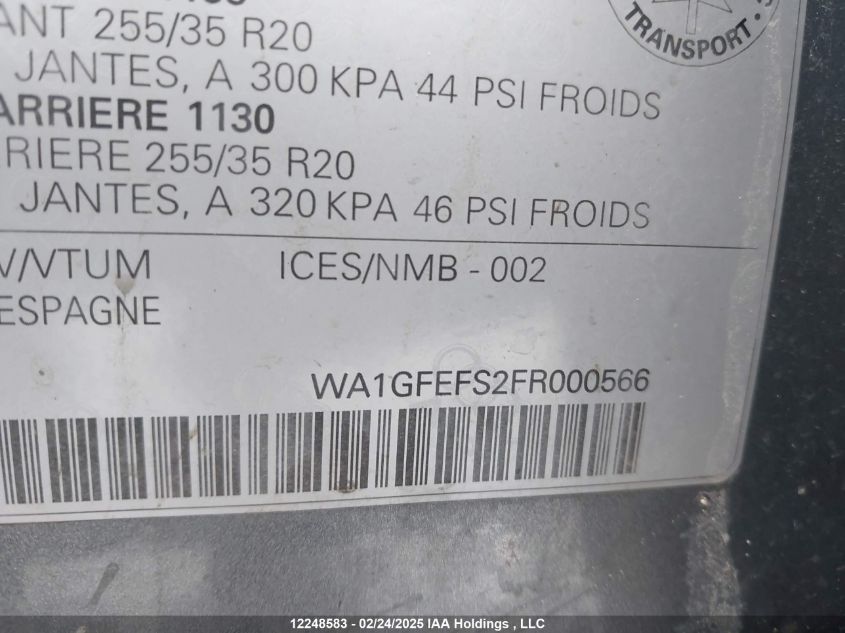 ANT 255/35 R20
TRANSPORT
JANTES, A 300 KPA 44 PSI FROIDS
ARRIERE 1130
RIERE 255/35 R20
JANTES, A 320 KPA 46 PSI FROIDS
V/VTUM ICES/NMB - 002
ESPAGNE
WA1GFEFS2FR000566
12248583 - 02/24/2025 IAA Holdings , LLC